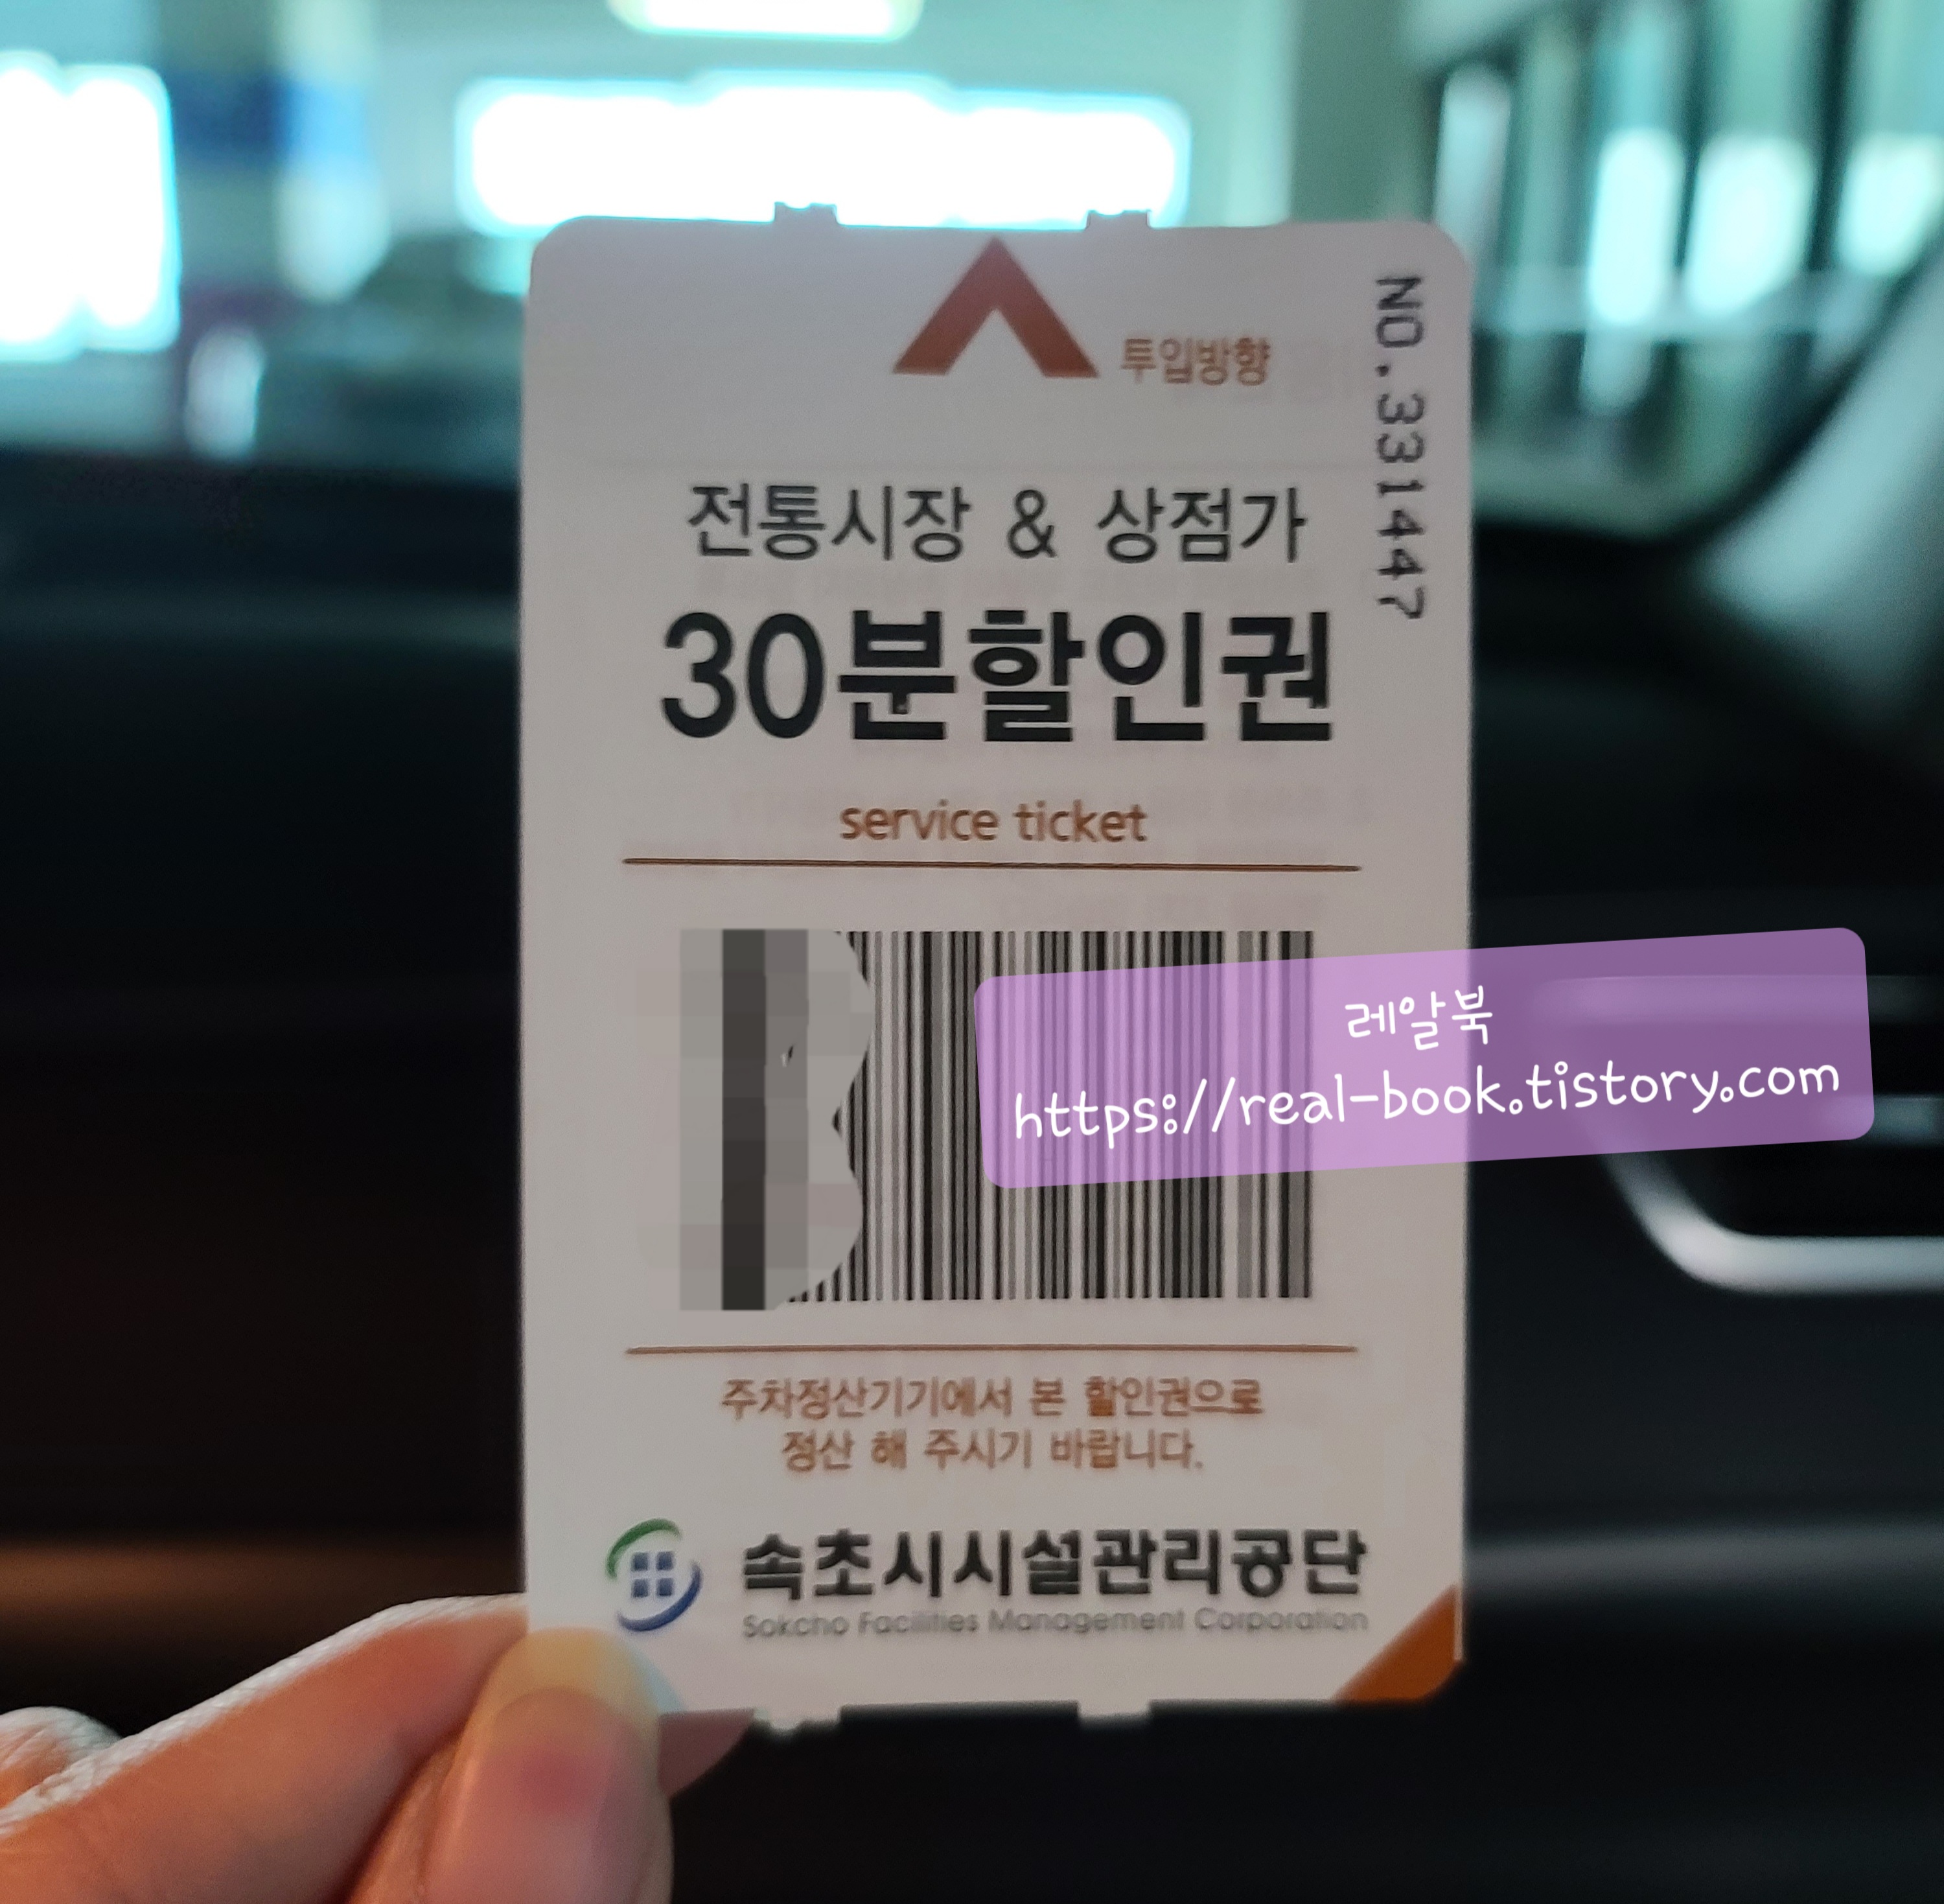 투입방향
NO.331447
전통시장 & 상점가
30분할인권
service ticket
레알북
https://real-book.tistory.com
주차정산기기에서 본 할인권으로
정산 해 주시기 바랍니다.
속초시시설관리공단
Sokcho Facilities Management Corporation